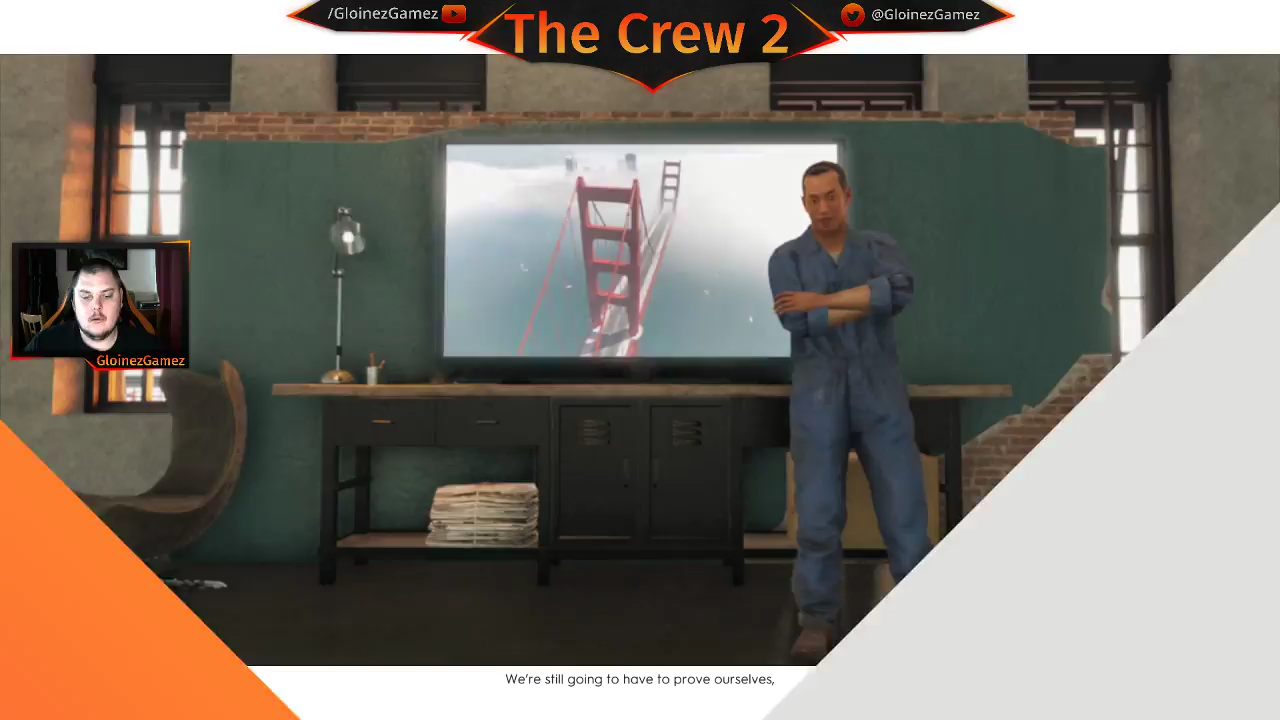 /GloinezGamez
The Crew 2
@GloinezGamez
GloinezGamez
We're still going to have to prove ourselves,